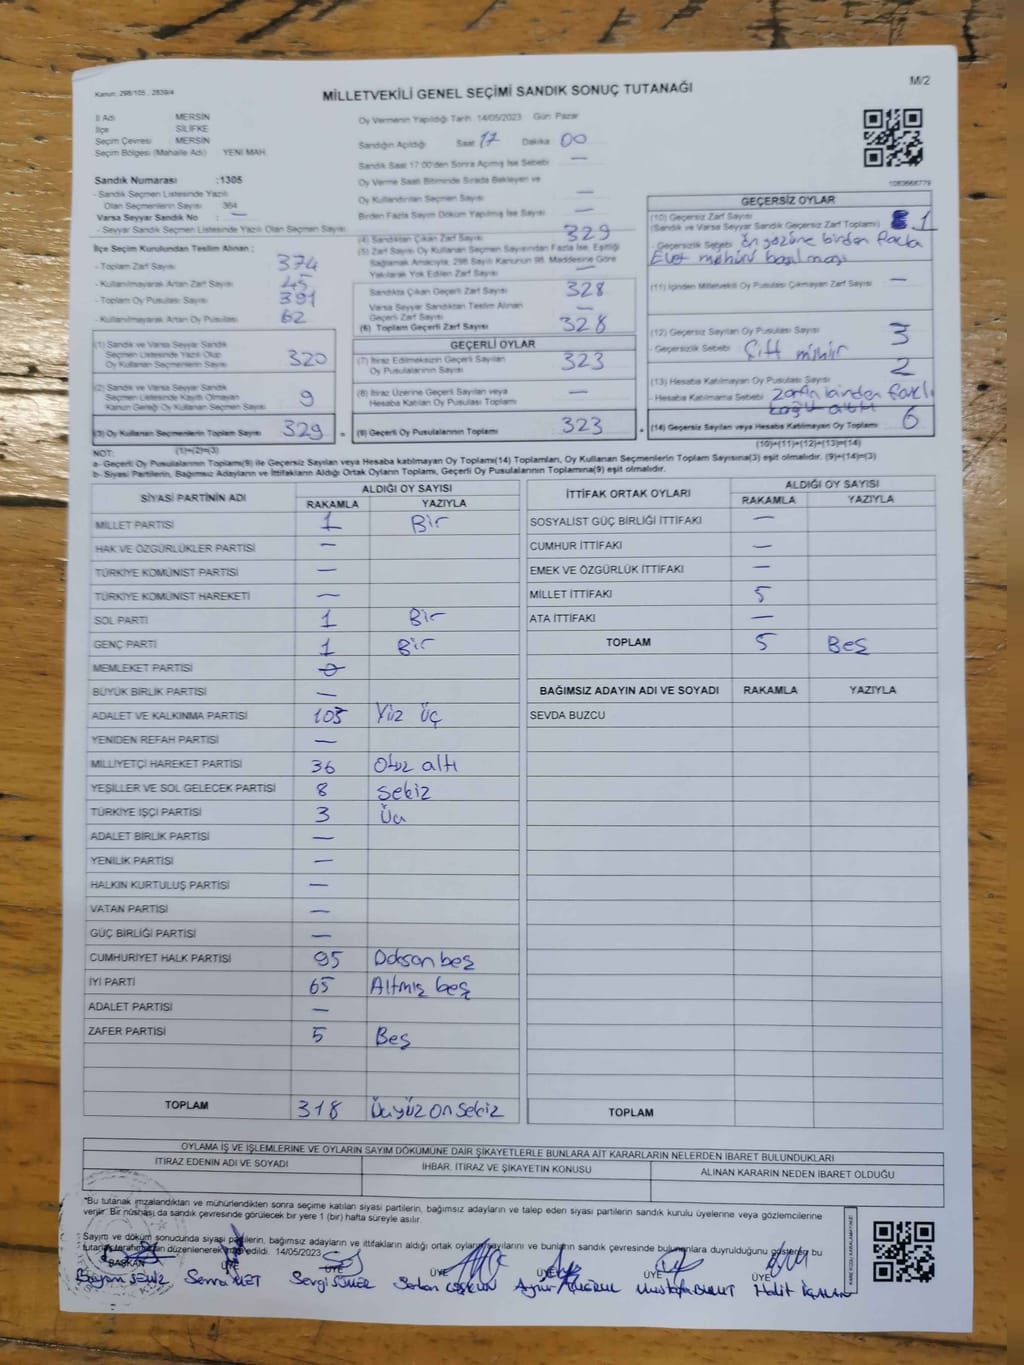 Kanun: 298/105, 2839/4
MİLLETVEKİLİ GENEL SEÇİMİ SANDIK SONUÇ TUTANAĞI
M/2
İl Adı : MERSİN
İlçe SİLİFKE
Seçim Çevresi : MERSİN
Seçim Bölgesi (Mahalle Adı) YENİ MAH.
Sandık Numarası :1305
- Sandık Seçmen Listesinde Yazılı
Olan Seçmenlerin Sayısı 364
Varsa Seyyar Sandık No : —
- Seyyar Sandık Seçmen Listesinde Yazılı Olan Seçmen Sayısı
İlçe Seçim Kurulundan Teslim Alınan ;
- Toplam Zarf Sayısı 374
- Kullanılmayarak Artan Zarf Sayısı 45
- Toplam Oy Pusulası Sayısı 391
- Kullanılmayarak Artan Oy Pusulası 62
(1) Sandık ve Varsa Seyyar Sandık
Seçmen Listesinde Yazılı Olup
Oy Kullanan Seçmenlerin Sayısı 320
(2) Sandık ve Varsa Seyyar Sandık
Seçmen Listesinde Kayıtlı Olmayan
Kanun Gereği Oy Kullanan Seçmen Sayısı 9
(3) Oy Kullanan Seçmenlerin Toplam Sayısı 329 =
Oy Vermenin Yapıldığı Tarih 14/05/2023 Gün Pazar
Sandığın Açıldığı Saat 17 Dakika 00
Sandık Saat 17:00'den Sonra Açılmış İse Sebebi —
Oy Verme Saati Bitiminde Sırada Bekleyen ve
Oy Kullandırılan Seçmen Sayısı —
Birden Fazla Sayım Döküm Yapılmış İse Sayısı —
(4) Sandıktan Çıkan Zarf Sayısı 329
(5) Zarf Sayısı Oy Kullanan Seçmen Sayısından Fazla İse, Eşitliği
Sağlamak Amacıyla; 298 Sayılı Kanunun 98. Maddesine Göre
Yakılarak Yok Edilen Zarf Sayısı —
Sandıkta Çıkan Geçerli Zarf Sayısı 328
Varsa Seyyar Sandıktan Teslim Alınan
Geçerli Zarf Sayısı —
(6) Toplam Geçerli Zarf Sayısı 328
GEÇERLİ OYLAR
(7) İtiraz Edilmeksizin Geçerli Sayılan
Oy Pusulalarının Sayısı 323
(8) İtiraz Üzerine Geçerli Sayılan veya
Hesaba Katılan Oy Pusulası Toplamı —
(9) Geçerli Oy Pusulalarının Toplamı 323 +
1083668779
GEÇERSİZ OYLAR
(10) Geçersiz Zarf Sayısı
(Sandık ve Varsa Seyyar Sandık Geçersiz Zarf Toplamı) 1
- Geçersizlik Sebebi ön yüzüne birden fazla
Evet mührü basılması
(11) İçinden Milletvekili Oy Pusulası Çıkmayan Zarf Sayısı —
(12) Geçersiz Sayılan Oy Pusulası Sayısı 3
- Geçersizlik Sebebi Çift mühür
(13) Hesaba Katılmayan Oy Pusulası Sayısı 2
- Hesaba Katılmama Sebebi zarftan birden fazla
(14) Geçersiz Sayılan veya Hesaba Katılmayan Oy Toplamı 6
NOT: (1)+(2)=(3) (10)+(11)+(12)+(13)=(14)
a- Geçerli Oy Pusulaları Toplamı(9) ile Geçersiz Sayılan veya Hesaba katılmayan Oy Toplamı(14) Toplamları, Oy Kullanan Seçmenlerin Toplam Sayısına(3) eşit olmalıdır. (9)+(14)=(3)
b- Siyasi Partilerin, Bağımsız Adayların ve İttifakların Aldığı Ortak Oyların Toplamı, Geçerli Oy Pusulalarının Toplamına(9) eşit olmalıdır.
SİYASİ PARTİNİN ADI ALDIĞI OY SAYISI
RAKAMLA YAZIYLA
MİLLET PARTİSİ 1 Bir
HAK VE ÖZGÜRLÜKLER PARTİSİ —
TÜRKİYE KOMÜNİST PARTİSİ —
TÜRKİYE KOMÜNİST HAREKETİ —
SOL PARTİ 1 Bir
GENÇ PARTİ 1 Bir
MEMLEKET PARTİSİ 0
BÜYÜK BİRLİK PARTİSİ —
ADALET VE KALKINMA PARTİSİ 103 Yüz üç
YENİDEN REFAH PARTİSİ —
MİLLİYETÇİ HAREKET PARTİSİ 36 Otuz altı
YEŞİLLER VE SOL GELECEK PARTİSİ 8 sekiz
TÜRKİYE İŞÇİ PARTİSİ 3 Üç
ADALET BİRLİK PARTİSİ —
YENİLİK PARTİSİ —
HALKIN KURTULUŞ PARTİSİ —
VATAN PARTİSİ —
GÜÇ BİRLİĞİ PARTİSİ —
CUMHURİYET HALK PARTİSİ 95 Doksan beş
İYİ PARTİ 65 Altmış beş
ADALET PARTİSİ —
ZAFER PARTİSİ 5 Beş
TOPLAM 318 Üçyüz on sekiz
İTTİFAK ORTAK OYLARI ALDIĞI OY SAYISI
RAKAMLA YAZIYLA
SOSYALİST GÜÇ BİRLİĞİ İTTİFAKI —
CUMHUR İTTİFAKI —
EMEK VE ÖZGÜRLÜK İTTİFAKI —
MİLLET İTTİFAKI 5
ATA İTTİFAKI —
TOPLAM 5 Beş
BAĞIMSIZ ADAYIN ADI VE SOYADI RAKAMLA YAZIYLA
SEVDA BUZCU
TOPLAM
OYLAMA İŞ VE İŞLEMLERİNE VE OYLARIN SAYIM DÖKÜMÜNE DAİR ŞİKAYETLERLE BUNLARA AİT KARARLARIN NELERDEN İBARET BULUNDUKLARI
İTİRAZ EDENİN ADI VE SOYADI İHBAR, İTİRAZ VE ŞİKAYETİN KONUSU ALINAN KARARIN NEDEN İBARET OLDUĞU
*Bu tutanak imzalandıktan ve mühürlendikten sonra seçime katılan siyasi partilerin, bağımsız adayların ve talep eden siyasi partilerin sandık kurulu üyelerine veya gözlemcilerine
verilir. Bir nüshası da sandık çevresinde görülecek bir yere 1 (bir) hafta süreyle asılır.
Sayım ve döküm sonucunda siyasi partilerin, bağımsız adayların ve ittifakların aldığı ortak oyların sayılarını ve bunların sandık çevresinde bulunanlara duyrulduğunu gösterir bu
tutanak tarafımızdan düzenlenerek edildi. 14/05/2023
BAŞKAN ÜYE ÜYE ÜYE ÜYE ÜYE ÜYE
Serkan COŞKUN Mustafa BULUT Halit